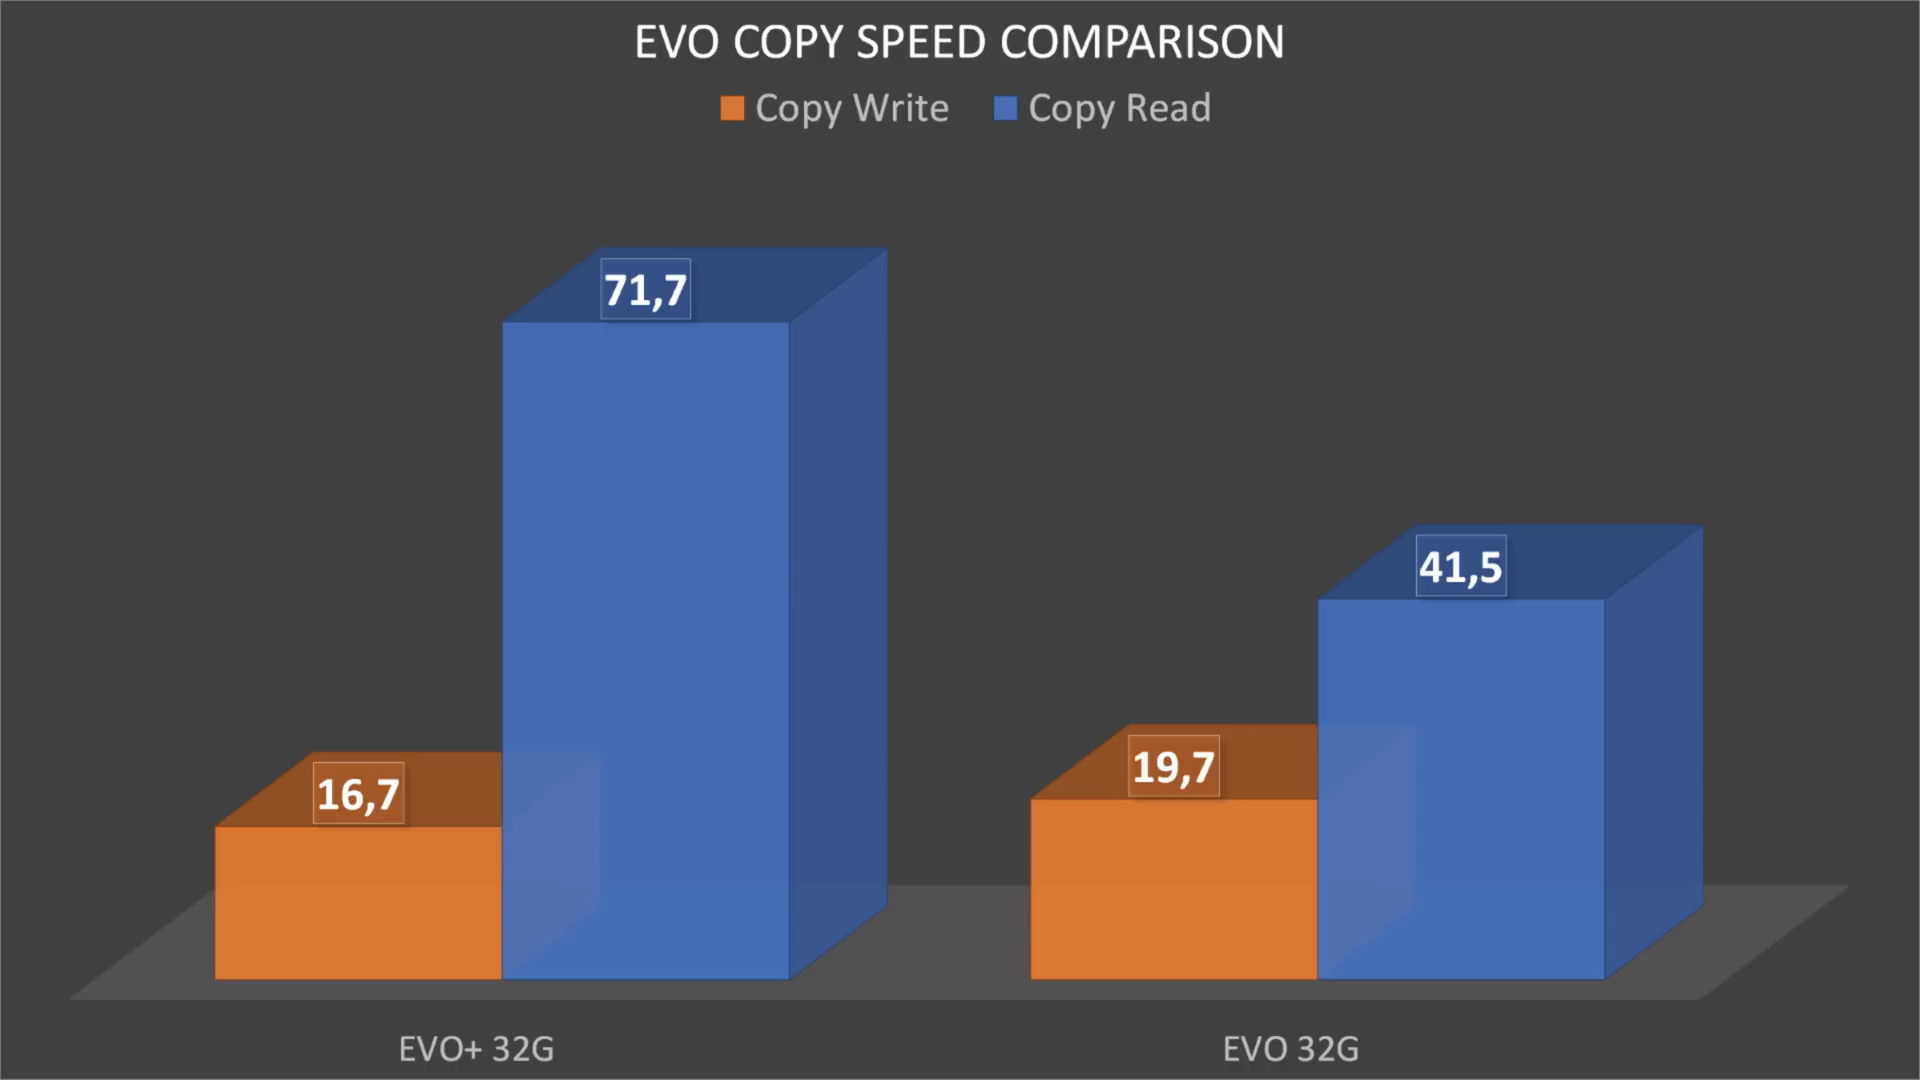 EVO COPY SPEED COMPARISON
Copy Write Copy Read
71,7
41,5
16,7
19,7
EVO+ 32G EVO 32G